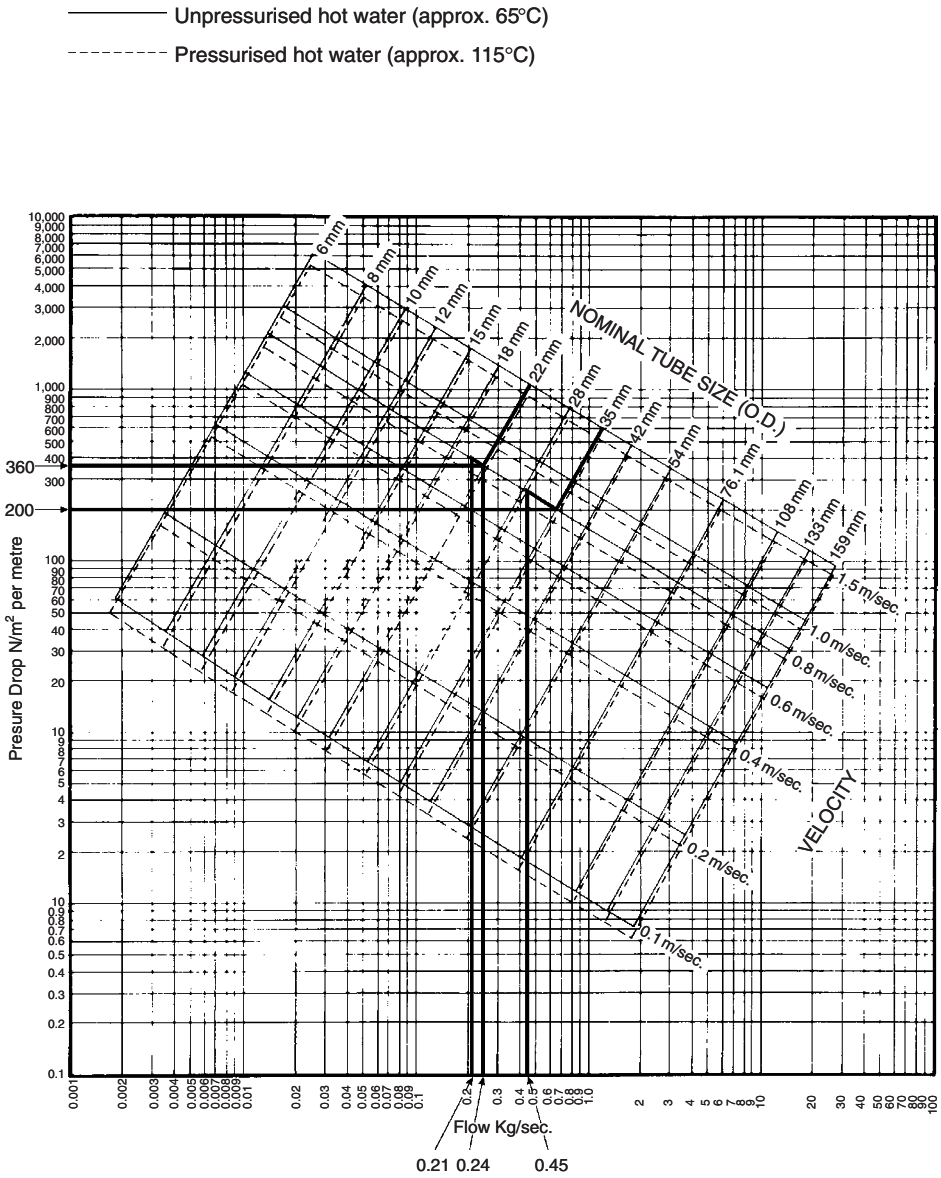 Unpressurised hot water (approx. 65°C)
Pressurised hot water (approx. 115°C)
10,000
9,000
8,000
7,000
6,000
5,000
4,000
3,000
2,000
1,000
900
800
700
600
500
400
360
300
200
100
90
80
70
60
50
40
30
20
10
9
8
7
6
5
4
3
2
10
0.9
0.8
0.7
0.6
0.5
0.4
0.3
0.2
0.1
Pressure Drop N/m² per metre
6 mm
8 mm
10 mm
12 mm
15 mm
18 mm
22 mm
28 mm
35 mm
42 mm
54 mm
76.1 mm
108 mm
133 mm
159 mm
NOMINAL TUBE SIZE (O.D.)
1.5 m/sec.
1.0 m/sec.
0.8 m/sec.
0.6 m/sec.
0.4 m/sec.
0.2 m/sec.
0.1 m/sec.
VELOCITY
0.001 0.002 0.003 0.004 0.005 0.006 0.007 0.008 0.009 0.01 0.02 0.03 0.04 0.05 0.06 0.07 0.08 0.09 0.1 0.2 0.3 0.4 0.5 0.6 0.7 0.8 0.9 1.0 2 3 4 5 6 7 8 9 10 20 30 40 50 60 70 80 90 100
Flow Kg/sec.
0.21 0.24 0.45